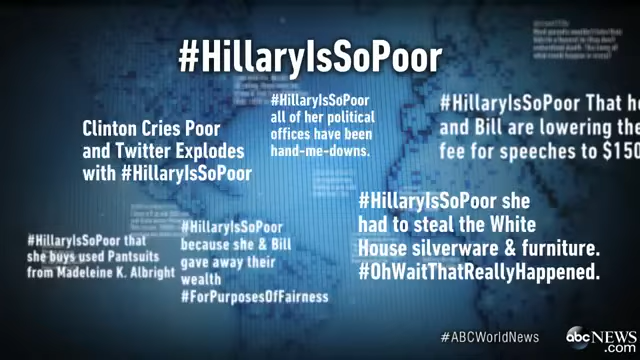 #HillaryIsSoPoor
#HillaryIsSoPoor
all of her political
offices have been
hand-me-downs.
#HillaryIsSoPoor That
and Bill are lowering the
fee for speeches to $150
Clinton Cries Poor
and Twitter Explodes
with #HillaryIsSoPoor
#HillaryIsSoPoor she
had to steal the White
House silverware & furniture.
#OhWaitThatReallyHappened.
#HillaryIsSoPoor that
she buys used Pantsuits
from Madeleine K. Albright
#HillaryIsSoPoor
because she & Bill
gave away their
wealth
#ForPurposesOfFairness
#ABCWorldNews
abcNEWS
.com